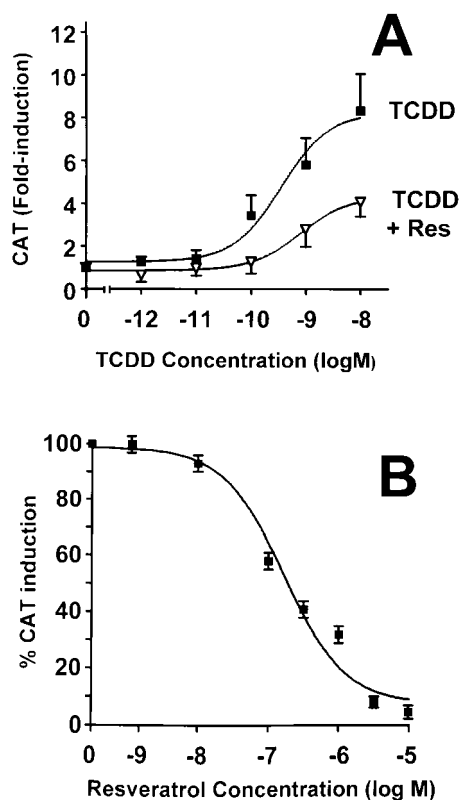 A
12
10
8
6
4
2
0
CAT (Fold-induction)
TCDD
TCDD
+ Res
0 -12 -11 -10 -9 -8
TCDD Concentration (logM)
B
100
80
60
40
20
0
% CAT induction
0 -9 -8 -7 -6 -5
Resveratrol Concentration (log M)